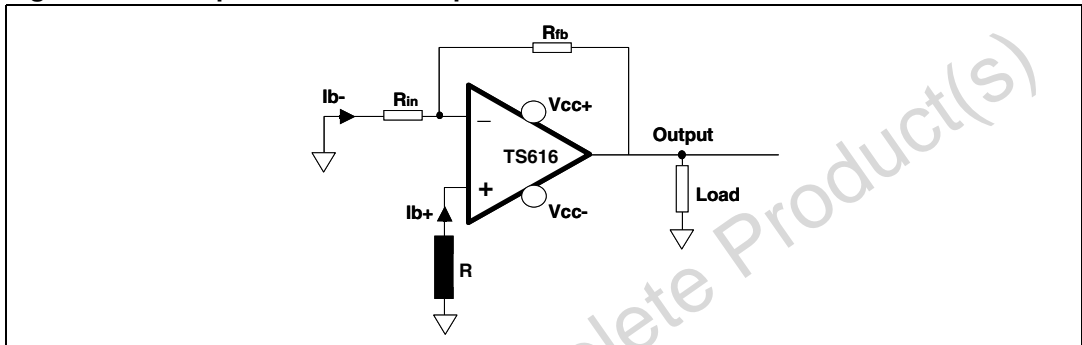 Rfb
Ib-
Rin
Vcc+
_
Output
TS616
+
Load
Ib+
Vcc-
R
lete Product(s)